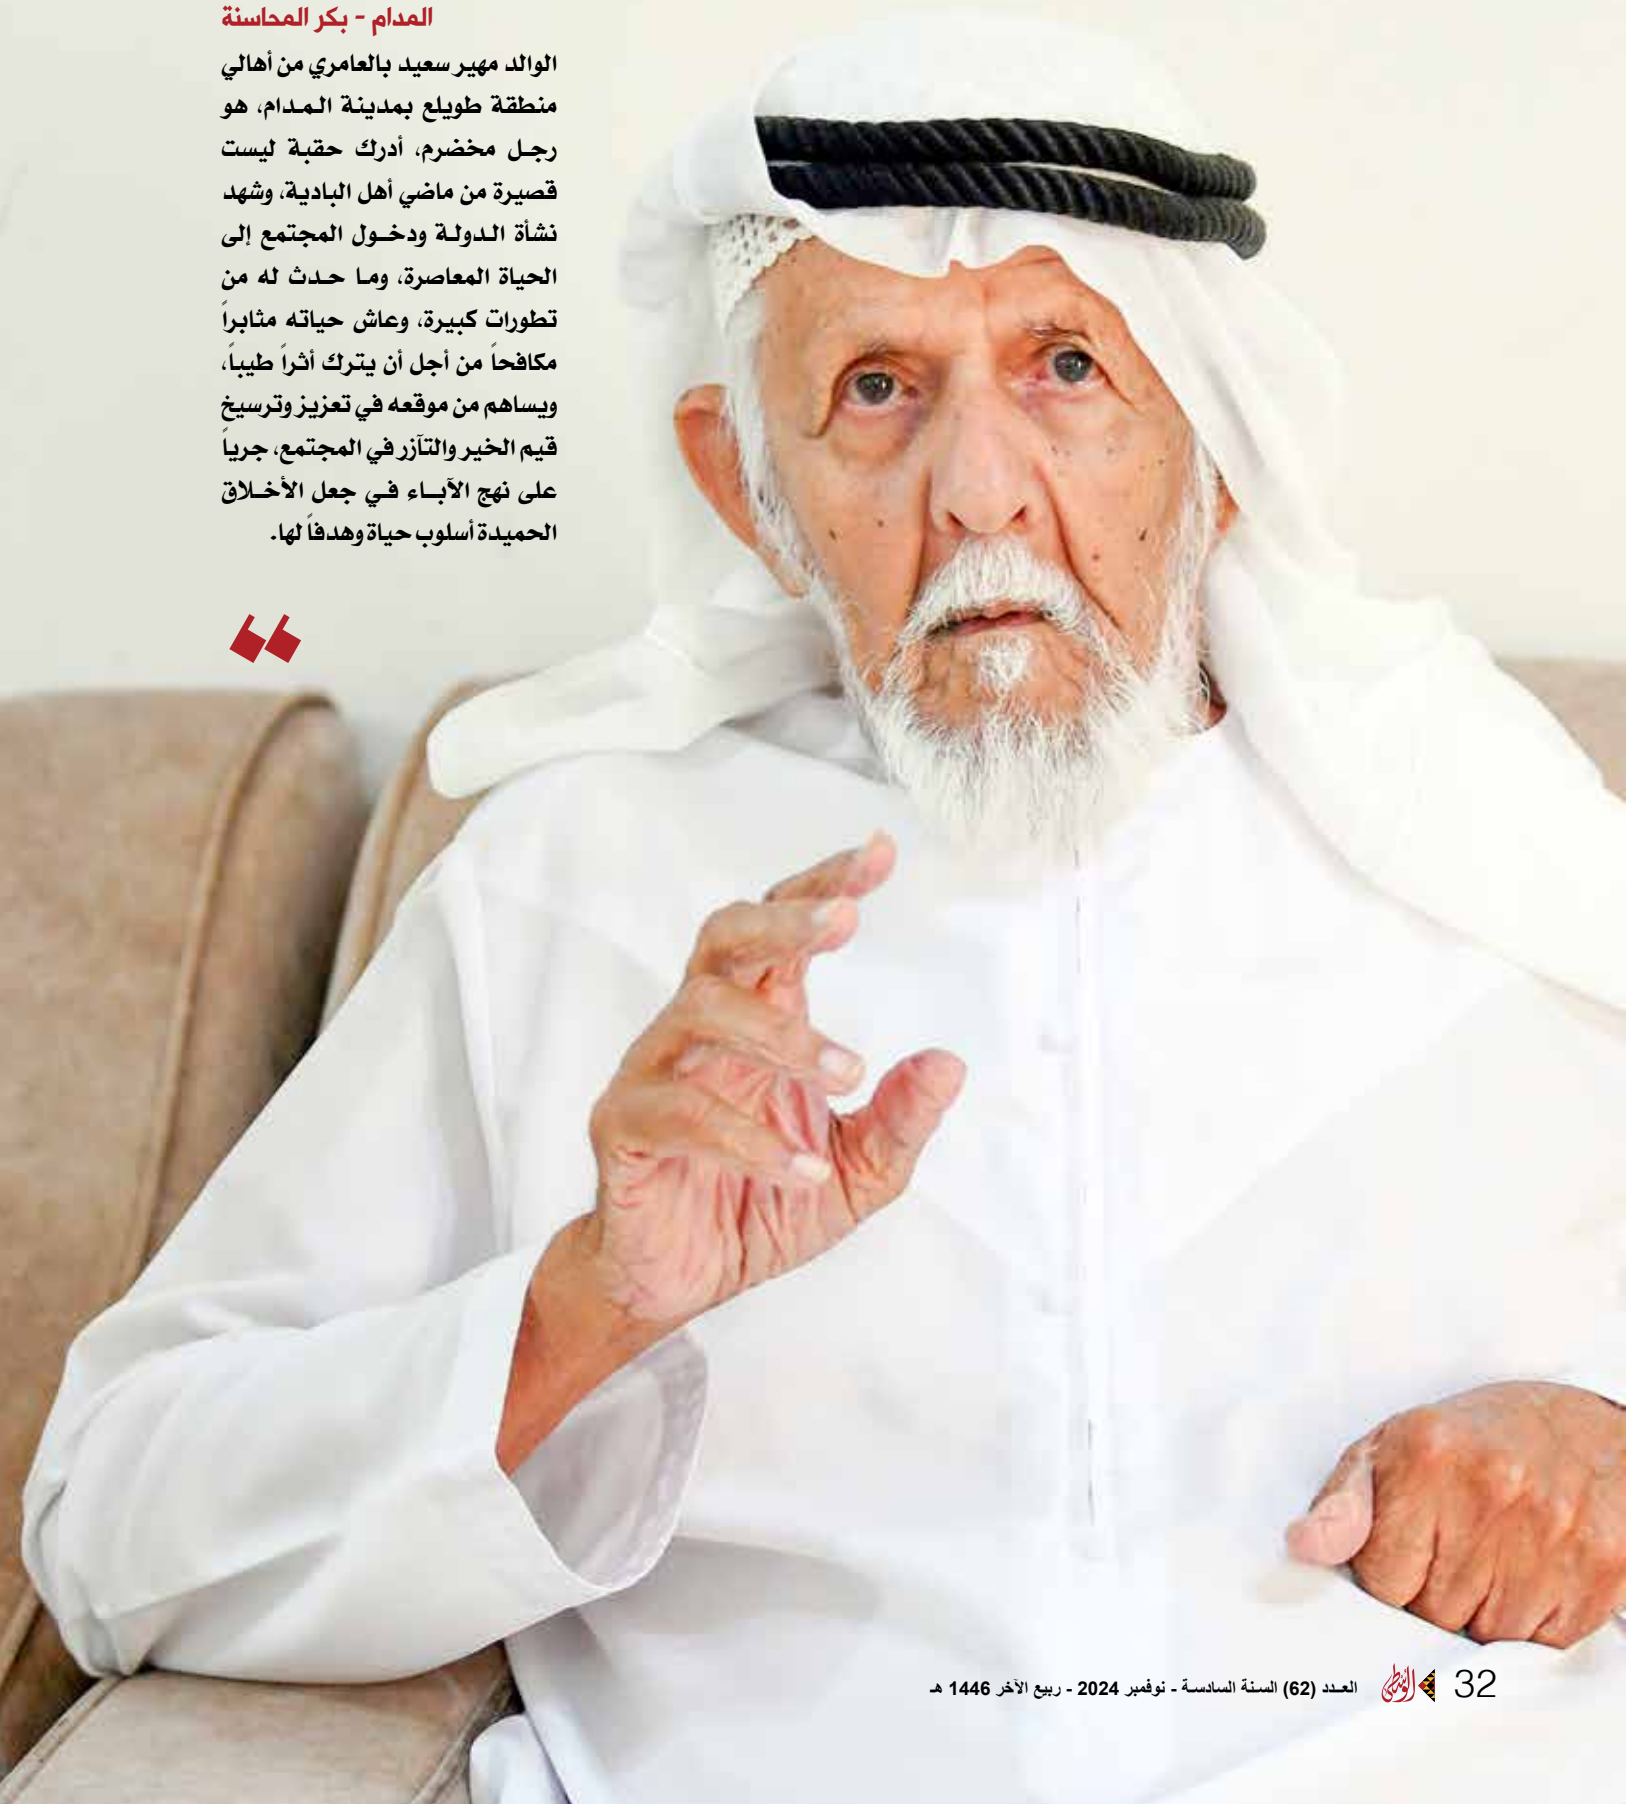 المدام - بكر المحاسنة
الوالد مهير سعيد بالعامري من أهالي
منطقة طويلع بمدينة المدام، هو
رجل مخضرم، أدرك حقبة ليست
قصيرة من ماضي أهل البادية، وشهد
نشأة الدولة ودخول المجتمع إلى
الحياة المعاصرة، وما حدث له من
تطورات كبيرة، وعاش حياته مثابراً
مكافحاً من أجل أن يترك أثراً طيباً،
ويساهم من موقعه في تعزيز وترسيخ
قيم الخير والتآزر في المجتمع، جرياً
على نهج الآباء في جعل الأخلاق
الحميدة أسلوب حياة وهدفاً لها.
32 الوسطى العدد (62) السنة السادسة - نوفمبر 2024 - ربيع الآخر 1446 هـ